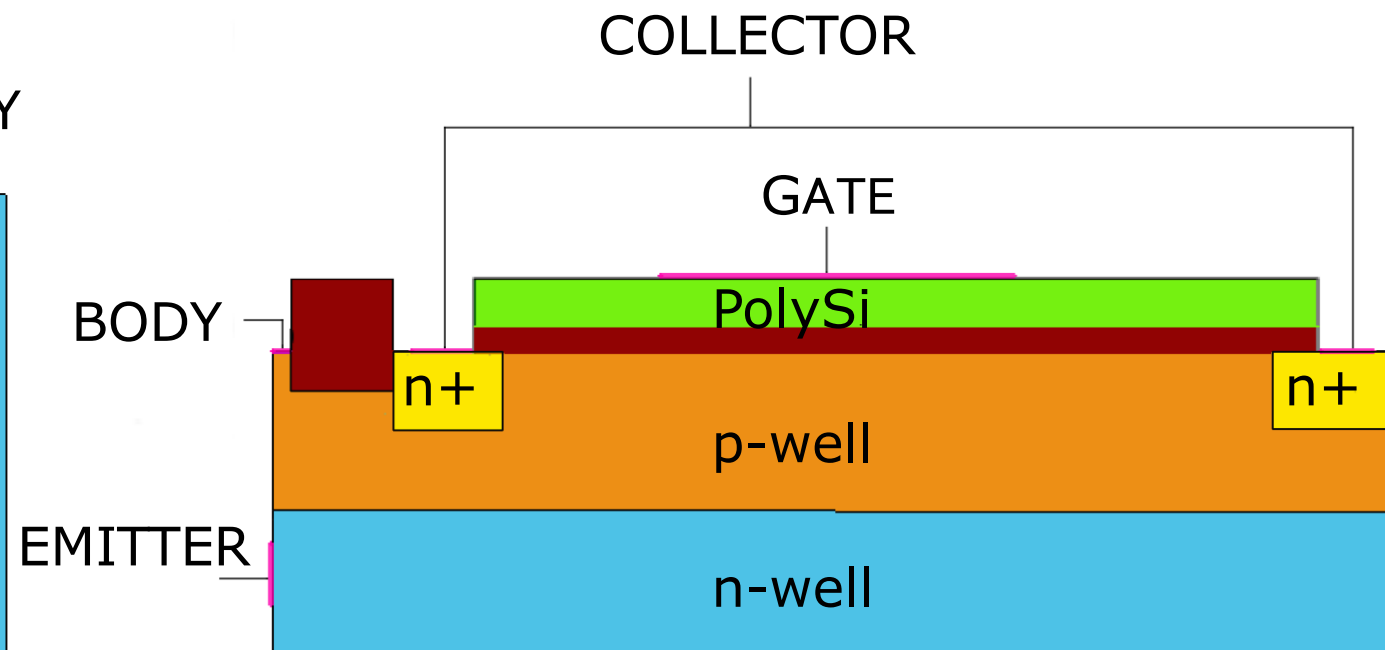 COLLECTOR
Y
GATE
PolySi
BODY
n+
n+
p-well
EMITTER
n-well